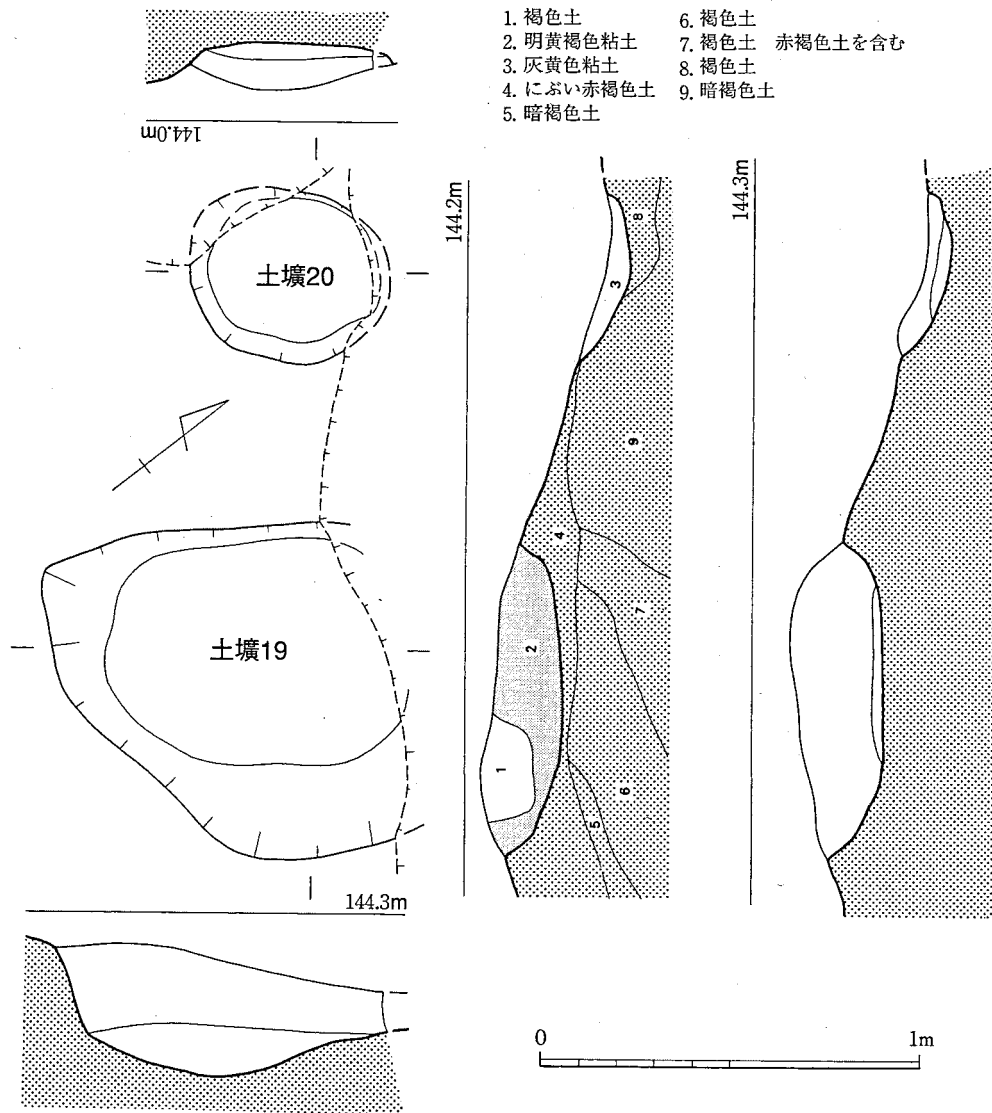 1. 褐色土
2. 明黄褐色粘土
3. 灰黄色粘土
4. にぶい赤褐色土
5. 暗褐色土
6. 褐色土
7. 褐色土 赤褐色土を含む
8. 褐色土
9. 暗褐色土
144.0m
土壙20
土壙19
144.3m
144.2m
8
3
9
4
7
2
1
6
5
144.3m
0 1m